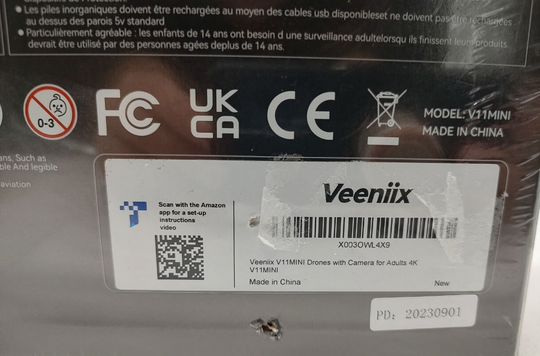 ● Les piles inorganiques doivent être rechargées au moyen des cables usb disponibleset ne doivent pas être rechargées
au dessus des parois 5v standard
● Particulièrement agréable : les enfants de 14 ans ont besoin d une surveillance adultelorsqu ils finissent leurs produits
devrait être utilisé par des personnes agées deplus de 14 ans.
0-3
FC
UK
CA
CE
MODEL: V11MINI
MADE IN CHINA
ans, Such as
ble And legible
aviation
Scan with the Amazon
app for a set-up
instructions
video
Veeniix
X003OWL4X9
Veeniix V11MINI Drones with Camera for Adults 4K
V11MINI
Made in China
New
PD: 20230901